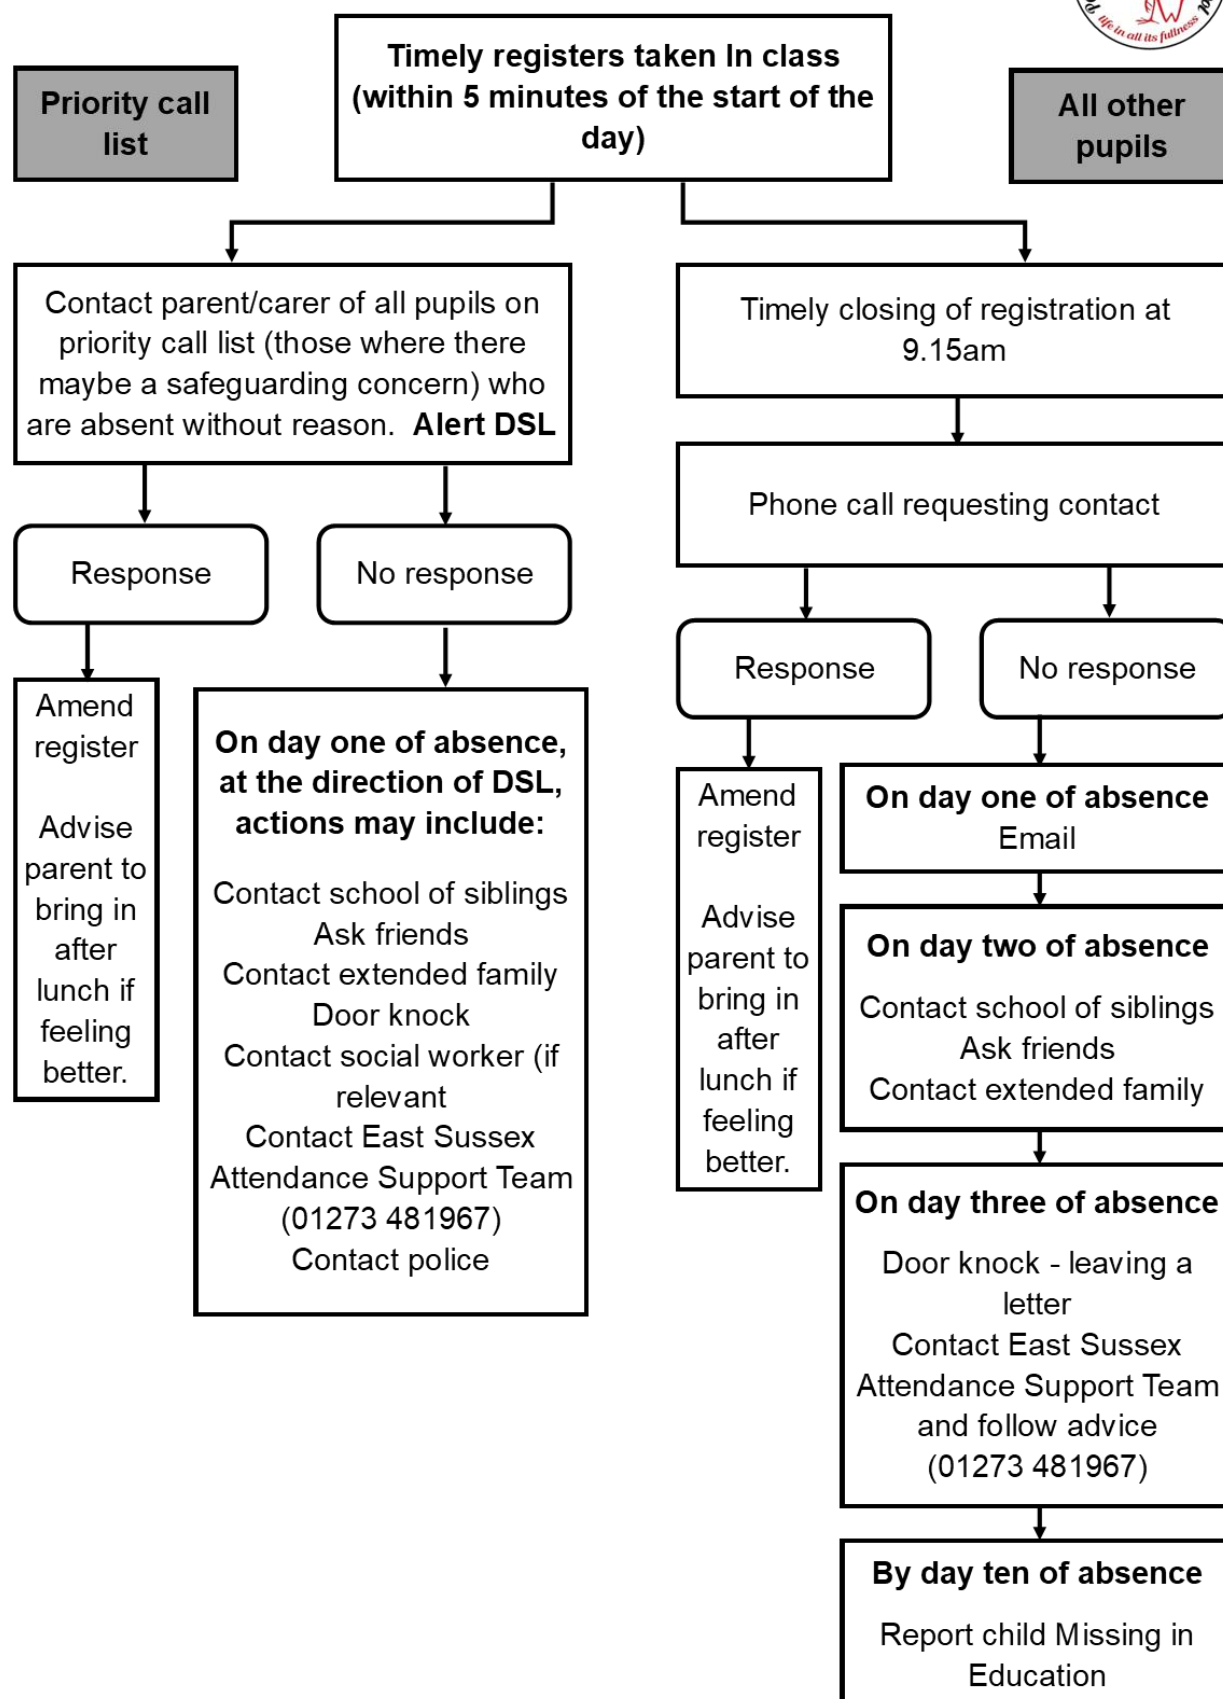 life in all its fullness
Timely registers taken In class
(within 5 minutes of the start of the
day)
Priority call
list
All other
pupils
Contact parent/carer of all pupils on
priority call list (those where there
maybe a safeguarding concern) who
are absent without reason.  Alert DSL
Response
No response
Amend
register
Advise
parent to
bring in
after
lunch if
feeling
better.
On day one of absence,
at the direction of DSL,
actions may include:
Contact school of siblings
Ask friends
Contact extended family
Door knock
Contact social worker (if
relevant
Contact East Sussex
Attendance Support Team
(01273 481967)
Contact police
Timely closing of registration at
9.15am
Phone call requesting contact
Response
No response
Amend
register
Advise
parent to
bring in
after
lunch if
feeling
better.
On day one of absence
Email
On day two of absence
Contact school of siblings
Ask friends
Contact extended family
On day three of absence
Door knock - leaving a
letter
Contact East Sussex
Attendance Support Team
and follow advice
(01273 481967)
By day ten of absence
Report child Missing in
Education